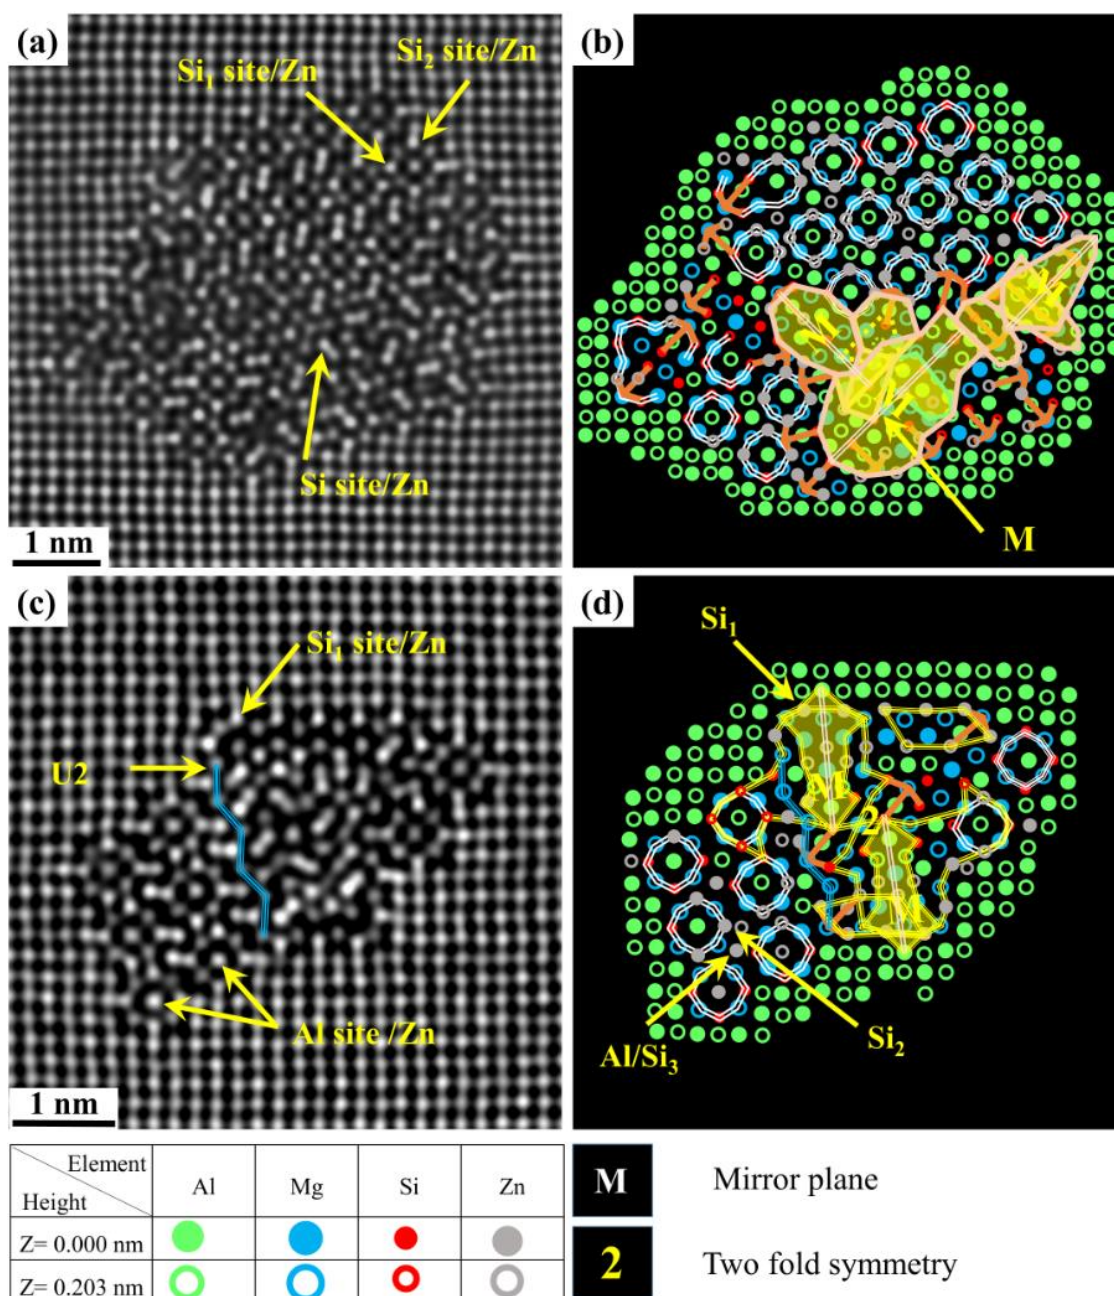 (a)
Si₁ site/Zn
Si₂ site/Zn
Si site/Zn
1 nm
(b)
M
(c)
Si₁ site/Zn
U2
Al site /Zn
1 nm
(d)
Si₁
M
2
Si₂
Al/Si₃
Element
Height
Al
Mg
Si
Zn
Z= 0.000 nm
Z= 0.203 nm
M
Mirror plane
2
Two fold symmetry